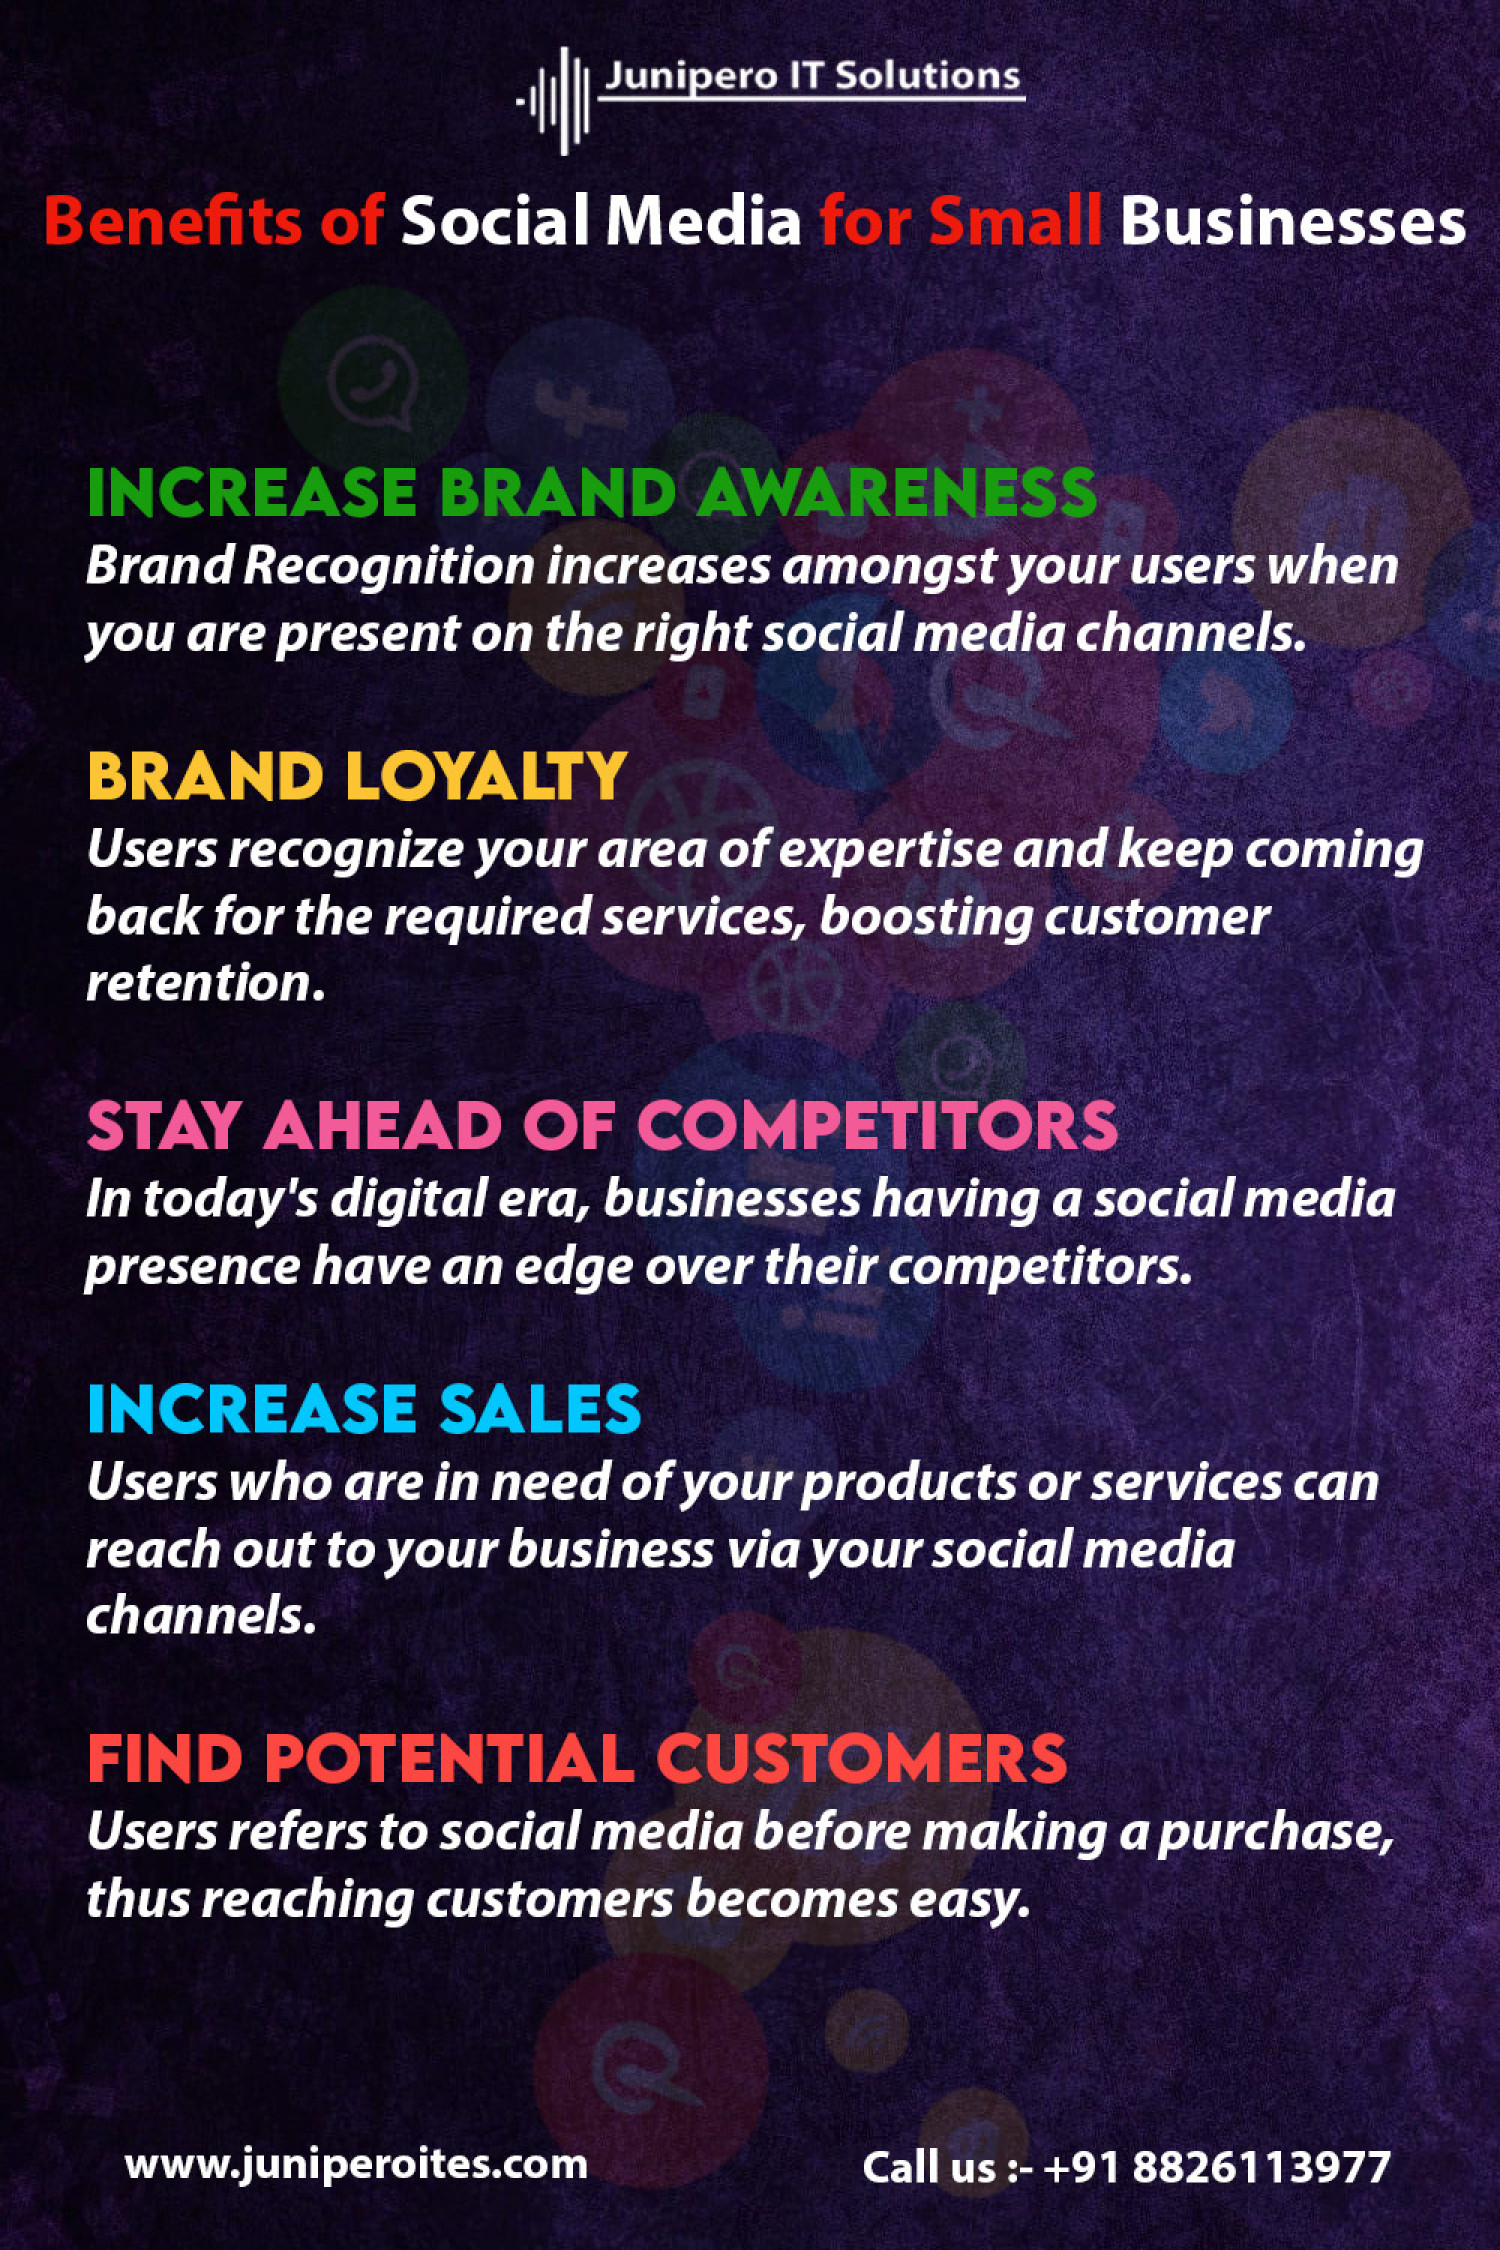 Junipero IT Solutions
Benefits of Social Media for Small Businesses
INCREASE BRAND AWARENESS
Brand Recognition increases amongst your users when
you are present on the right social media channels.
BRAND LOYALTY
Users recognize your area of expertise and keep coming
back for the required services, boosting customer
retention.
STAY AHEAD OF COMPETITORS
In today's digital era, businesses having a social media
presence have an edge over their competitors.
INCREASE SALES
Users who are in need of your products or services can
reach out to your business via your social media
channels.
FIND POTENTIAL CUSTOMERS
Users refers to social media before making a purchase,
thus reaching customers becomes easy.
www.juniperoites.com
Call us :- +91 8826113977